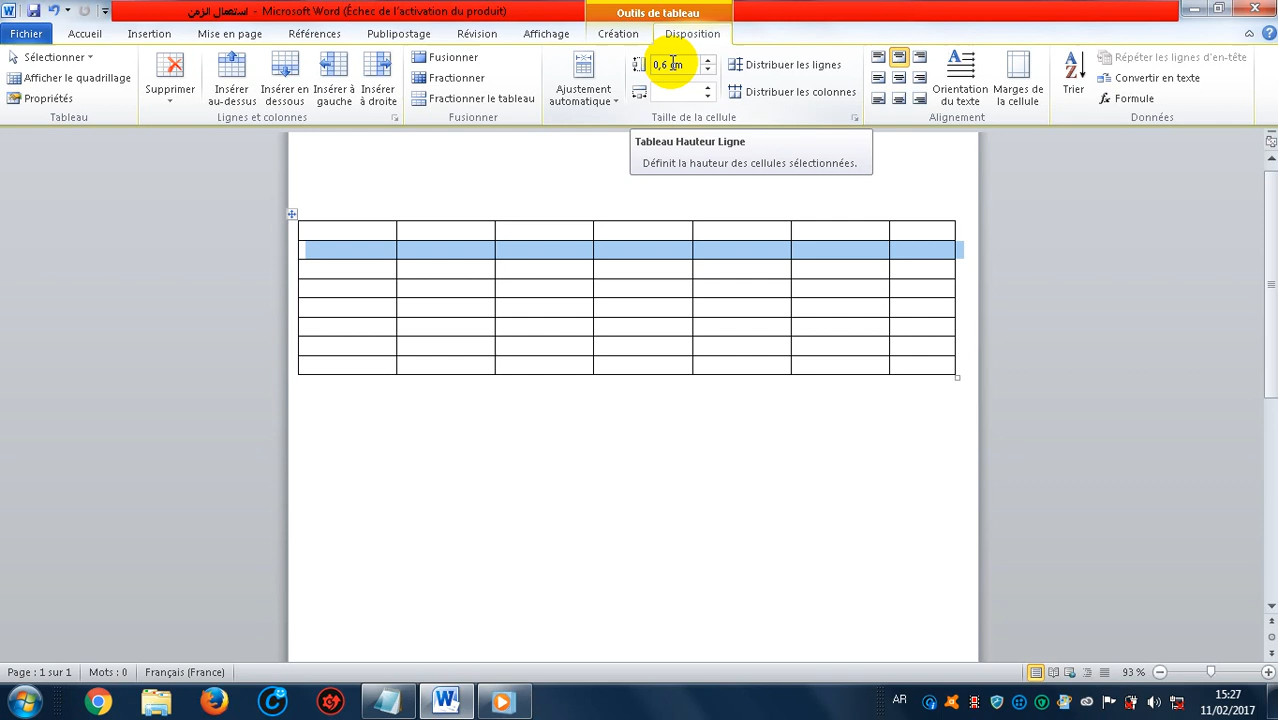 استعمال الزمن - Microsoft Word (Échec de l'activation du produit)
Outils de tableau
Fichier Accueil Insertion Mise en page Références Publipostage Révision Affichage Création Disposition
Sélectionner
Afficher le quadrillage
Propriétés
Tableau
Supprimer
Insérer au-dessus
Insérer en dessous
Insérer à gauche
Insérer à droite
Lignes et colonnes
Fusionner
Fractionner
Fractionner le tableau
Fusionner
Ajustement automatique
0,6 cm
Distribuer les lignes
Distribuer les colonnes
Taille de la cellule
Orientation du texte
Marges de la cellule
Alignement
A
Z
Trier
Répéter les lignes d'en-tête
Convertir en texte
Formule
Données
Tableau Hauteur Ligne
Définit la hauteur des cellules sélectionnées.
Page : 1 sur 1 Mots : 0 Français (France) 93 %
AR 15:27
11/02/2017